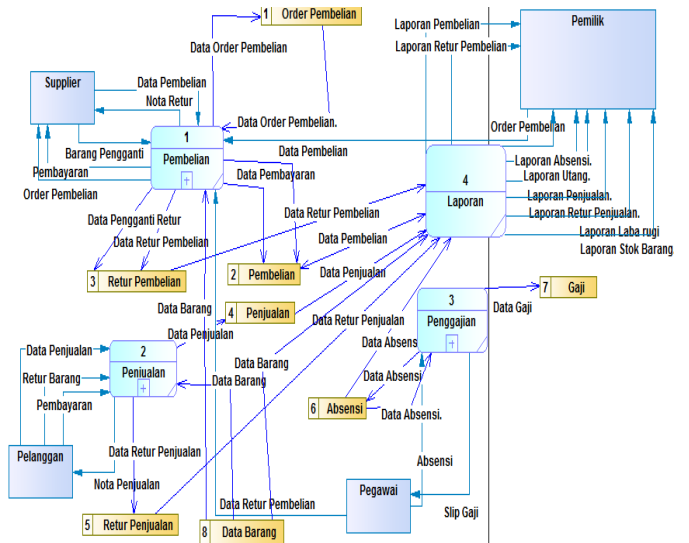 1 Order Pembelian
Laporan Pembelian
Pemilik
Data Order Pembelian
Laporan Retur Pembelian
Supplier
Data Pembelian
Nota Retur
Data Order Pembelian.
Order Pembelian
1
Pembelian
Barang Pengganti
Data Pembelian
Laporan Absensi.
Pembayaran
Data Pembayaran
4
Laporan
Laporan Utang.
Order Pembelian
Laporan Penjualan.
Data Pengganti Retur
Data Retur Pembelian
Laporan Retur Penjualan.
Data Retur Pembelian
Data Pembelian
Laporan Laba rugi
Laporan Stok Barang
3 Retur Pembelian
2 Pembelian
Data Penjualan
7 Gaji
Data Barang
4 Penjualan
3
Penggajian
Data Gaji
Data Retur Penjualan
Data Penjualan
2
Penjualan
Data Absensi
Data Penjualan
Data Barang
Data Barang
Data Absensi
Retur Barang
Pembayaran
6 Absensi
Data Absensi.
Pelanggan
Data Retur Penjualan
Absensi
Nota Penjualan
Data Retur Pembelian
Pegawai
Slip Gaji
5 Retur Penjualan
8 Data Barang